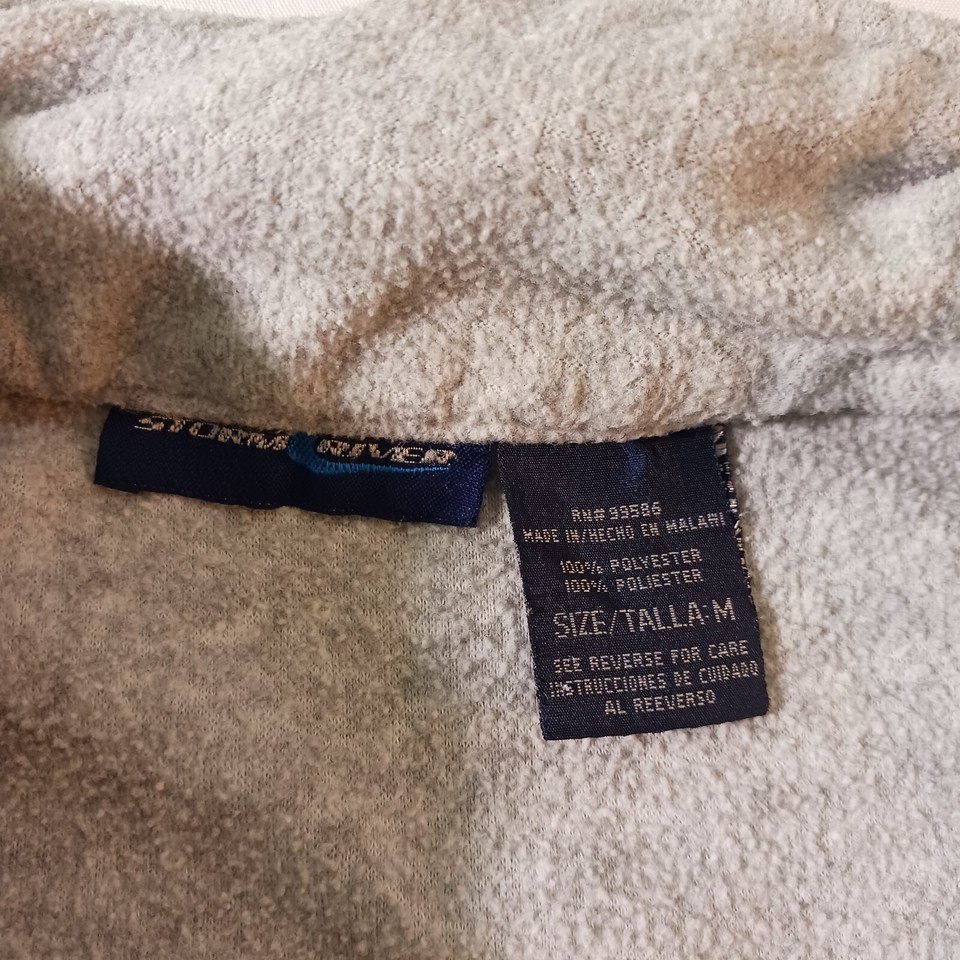 STORM RIVER
RN# 99586
MADE IN/HECHO EN MALAWI
100% POLYESTER
100% POLIESTER
SIZE/TALLA: M
SEE REVERSE FOR CARE
INSTRUCCIONES DE CUIDADO
AL REEVERSO